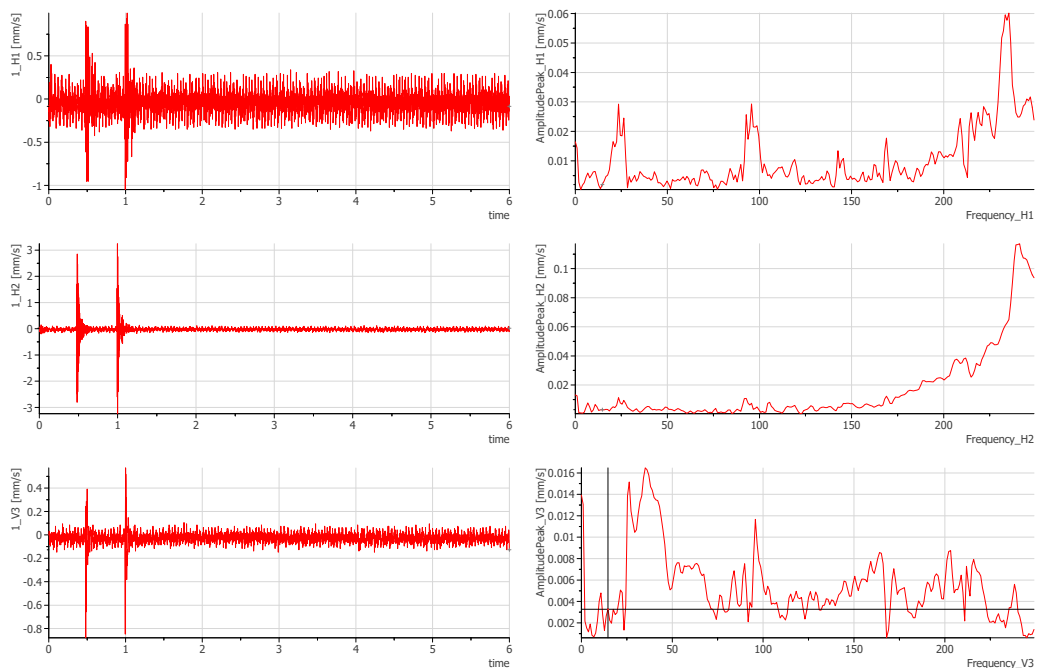 1_H1 [mm/s]
0.5
0
-0.5
-1
0 1 2 3 4 5 6
time
AmplitudePeak_H1 [mm/s]
0.06
0.05
0.04
0.03
0.02
0.01
0 50 100 150 200
Frequency_H1
1_H2 [mm/s]
3
2
1
0
-1
-2
-3
0 1 2 3 4 5 6
time
AmplitudePeak_H2 [mm/s]
0.1
0.08
0.06
0.04
0.02
0 50 100 150 200
Frequency_H2
1_V3 [mm/s]
0.4
0.2
0
-0.2
-0.4
-0.6
-0.8
0 1 2 3 4 5 6
time
AmplitudePeak_V3 [mm/s]
0.016
0.014
0.012
0.010
0.008
0.006
0.004
0.002
0 50 100 150 200
Frequency_V3